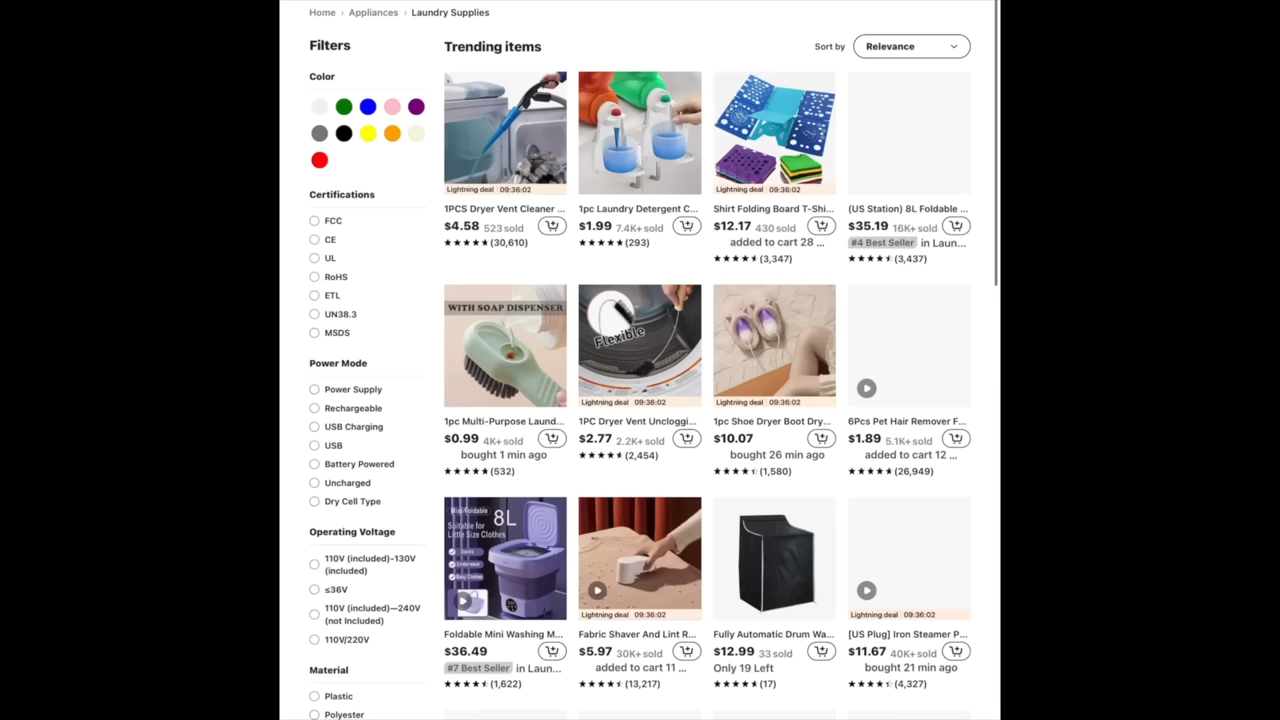 Home › Appliances › Laundry Supplies
Filters
Trending items
Sort by
Relevance
Color
Certifications
FCC
CE
UL
RoHS
ETL
UN38.3
MSDS
Power Mode
Power Supply
Rechargeable
USB Charging
USB
Battery Powered
Uncharged
Dry Cell Type
Operating Voltage
110V (included)-130V
(included)
≤36V
110V (included)—240V
(not Included)
110V/220V
Material
Plastic
Polyester
Lightning deal 09:36:02
1PCS Dryer Vent Cleaner ...
$4.58 523 sold
(30,610)
1pc Laundry Detergent C...
$1.99 7.4K+ sold
(293)
Lightning deal 09:36:02
Shirt Folding Board T-Shi...
$12.17 430 sold
added to cart 28 ...
(3,347)
(US Station) 8L Foldable ...
$35.19 16K+ sold
#4 Best Seller in Laun...
(3,437)
WITH SOAP DISPENSER
1pc Multi-Purpose Laund...
$0.99 4K+ sold
bought 1 min ago
(532)
Flexible
Lightning deal 09:36:02
1PC Dryer Vent Uncloggi...
$2.77 2.2K+ sold
(2,454)
Lightning deal 09:36:02
1pc Shoe Dryer Boot Dry...
$10.07
bought 26 min ago
(1,580)
6Pcs Pet Hair Remover F...
$1.89 5.1K+ sold
added to cart 12 ...
(26,949)
Mini Foldable
8L
Suitable for
Little Size Clothes
Socks
Underwear
Baby Clothes
Foldable Mini Washing M...
$36.49
#7 Best Seller in Laun...
(1,622)
Lightning deal 09:36:02
Fabric Shaver And Lint R...
$5.97 30K+ sold
added to cart 11 ...
(13,217)
Fully Automatic Drum Wa...
$12.99 33 sold
Only 19 Left
(17)
Lightning deal 09:36:02
[US Plug] Iron Steamer P...
$11.67 40K+ sold
bought 21 min ago
(4,327)